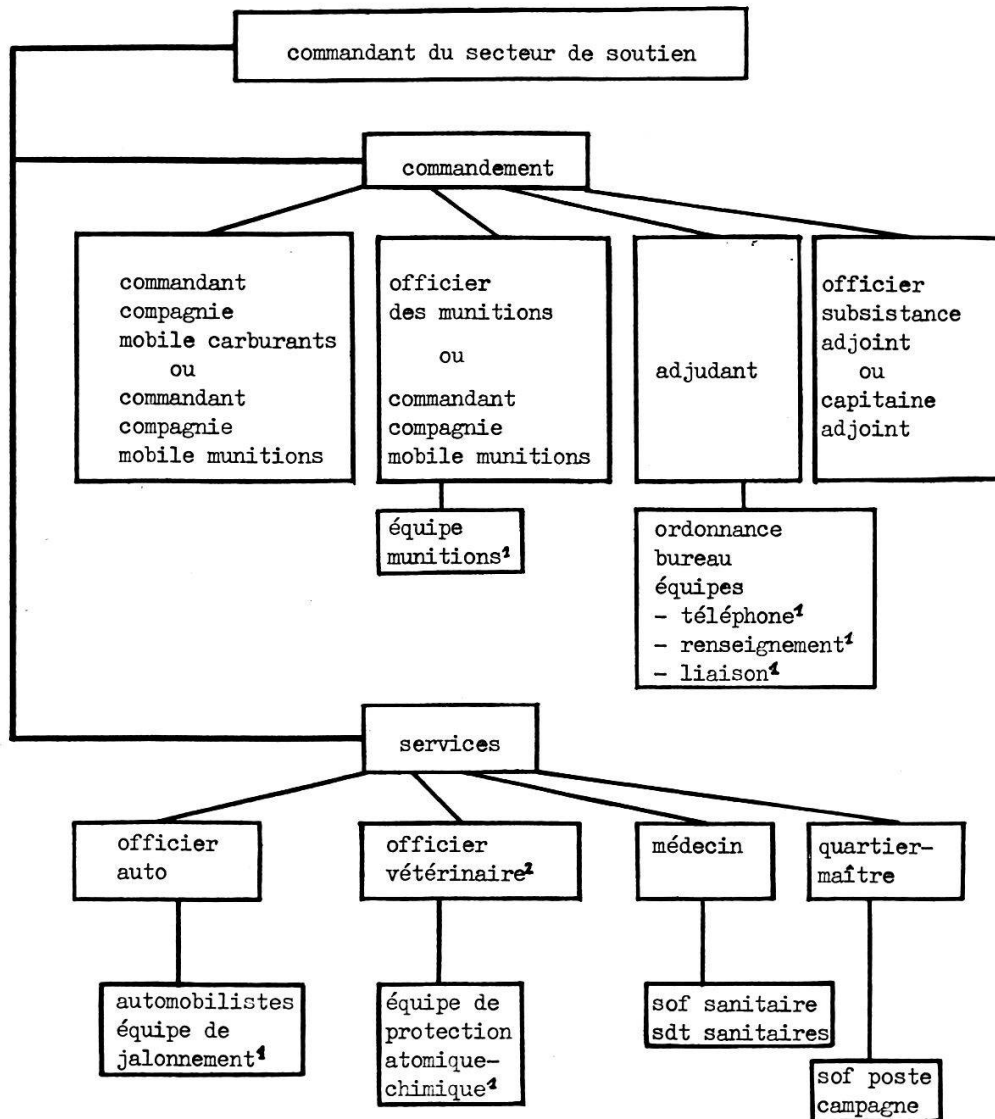 commandant du secteur de soutien
commandement
commandant
compagnie
mobile carburants
ou
commandant
compagnie
mobile munitions
officier
des munitions
ou
commandant
compagnie
mobile munitions
adjudant
officier
subsistance
adjoint
ou
capitaine
adjoint
équipe
munitions¹
ordonnance
bureau
équipes
- téléphone¹
- renseignement¹
- liaison¹
services
officier
auto
officier
vétérinaire²
médecin
quartier-
maître
automobilistes
équipe de
jalonnement¹
équipe de
protection
atomique-
chimique¹
sof sanitaire
sdt sanitaires
sof poste
campagne